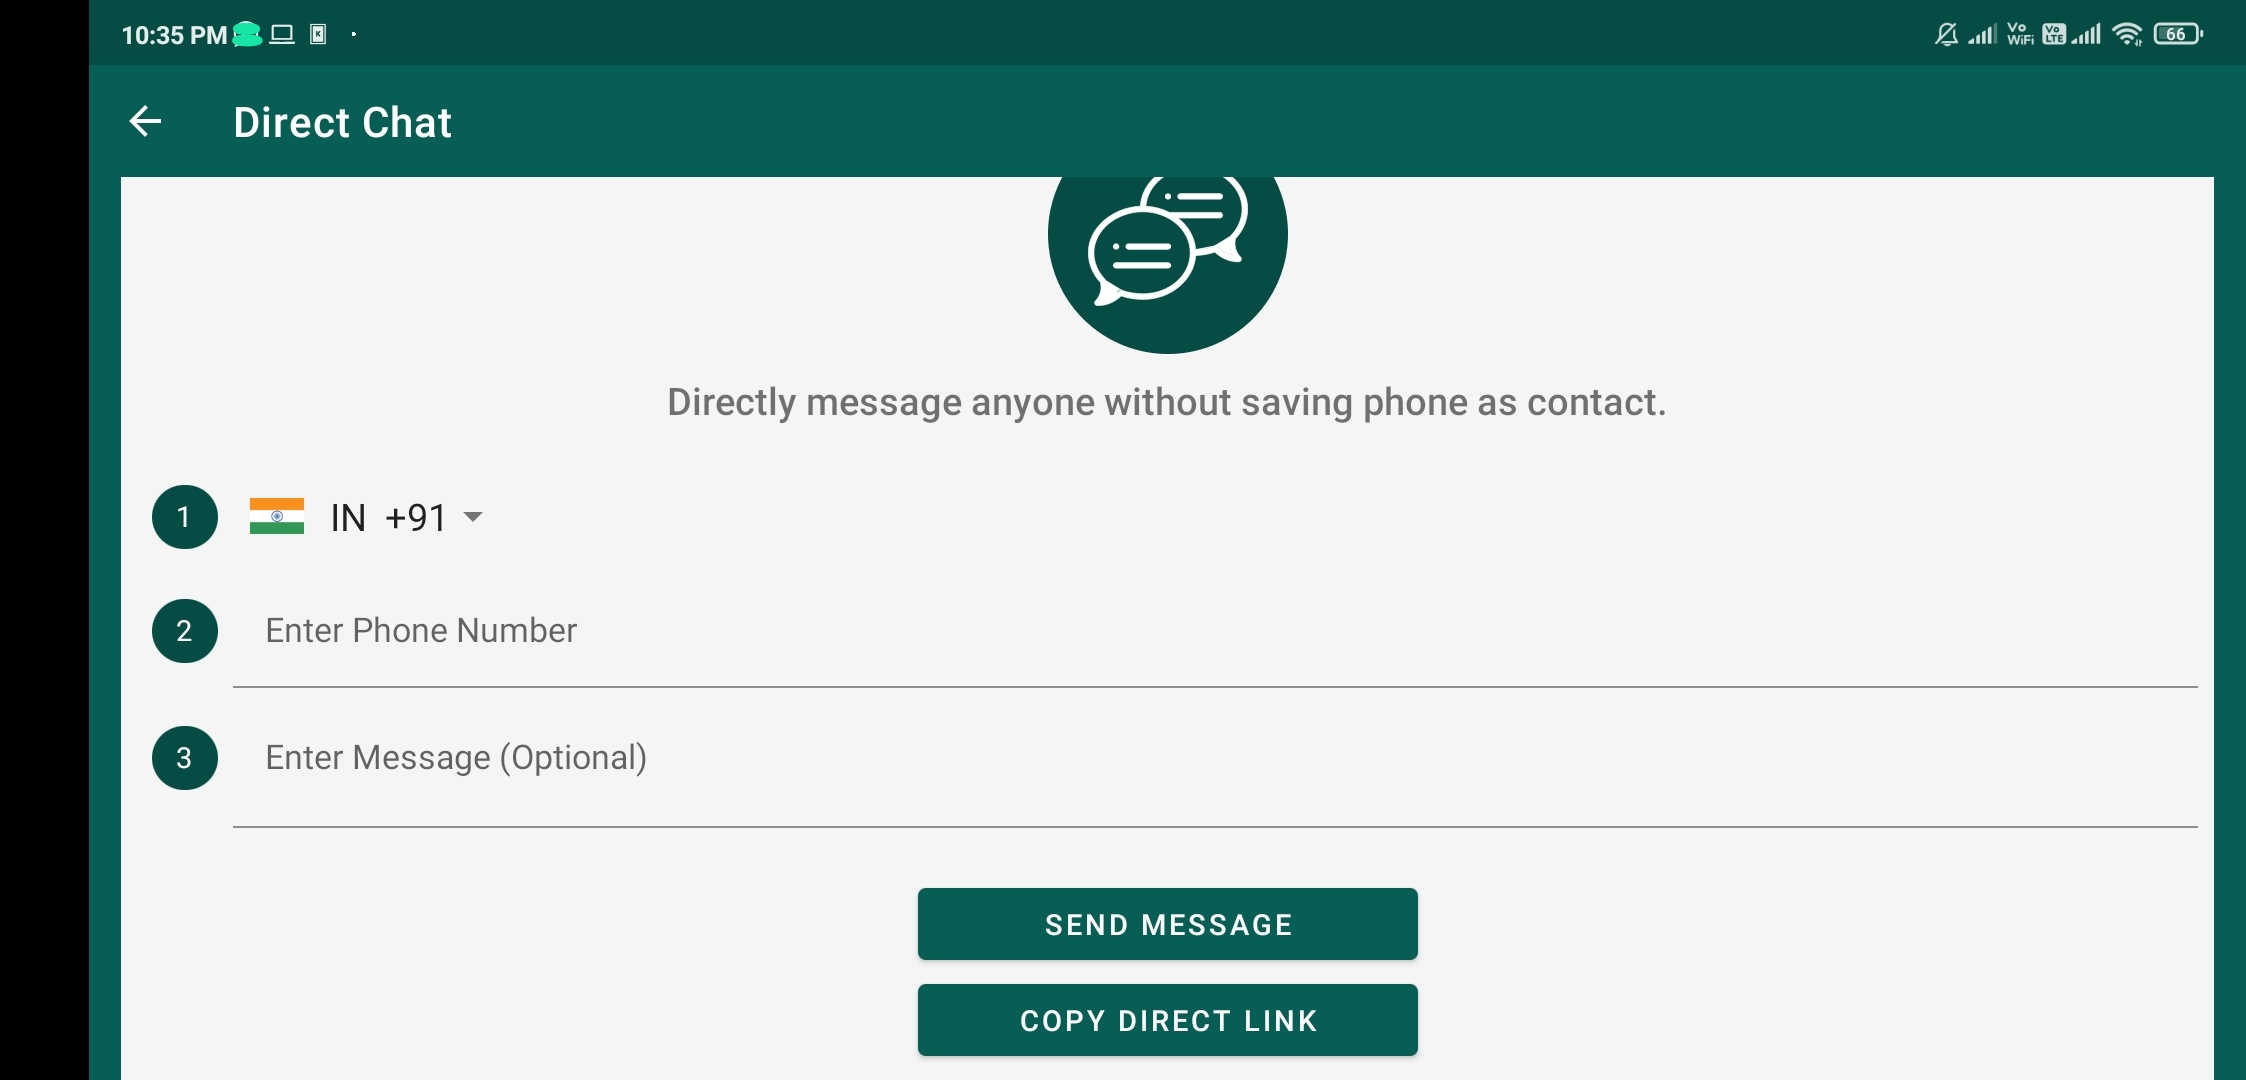 10:35 PM
Vo WiFi Vo LTE 66
Direct Chat
Directly message anyone without saving phone as contact.
1 IN +91
2 Enter Phone Number
3 Enter Message (Optional)
SEND MESSAGE
COPY DIRECT LINK